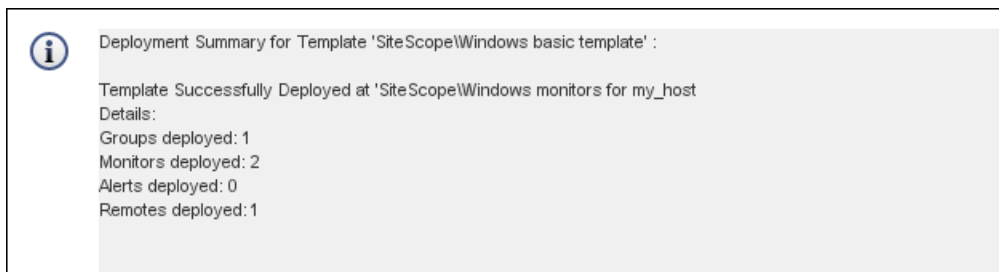 Deployment Summary for Template 'SiteScope\Windows basic template' :
Template Successfully Deployed at 'SiteScope\Windows monitors for my_host
Details:
Groups deployed: 1
Monitors deployed: 2
Alerts deployed: 0
Remotes deployed:1